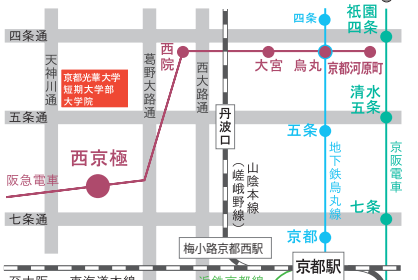 四条
祇園
四条
四条通
西院
大宮
烏丸
京都河原町
天神川通
京都光華大学
短期大学部
大学院
葛野大路通
西大路通
清水
五条
五条通
丹波口
五条
西京極
阪急電車
山陰本線
(嵯峨野線)
地下鉄烏丸線
京阪電車
七条通
七条
梅小路京都西駅
京都
京都駅